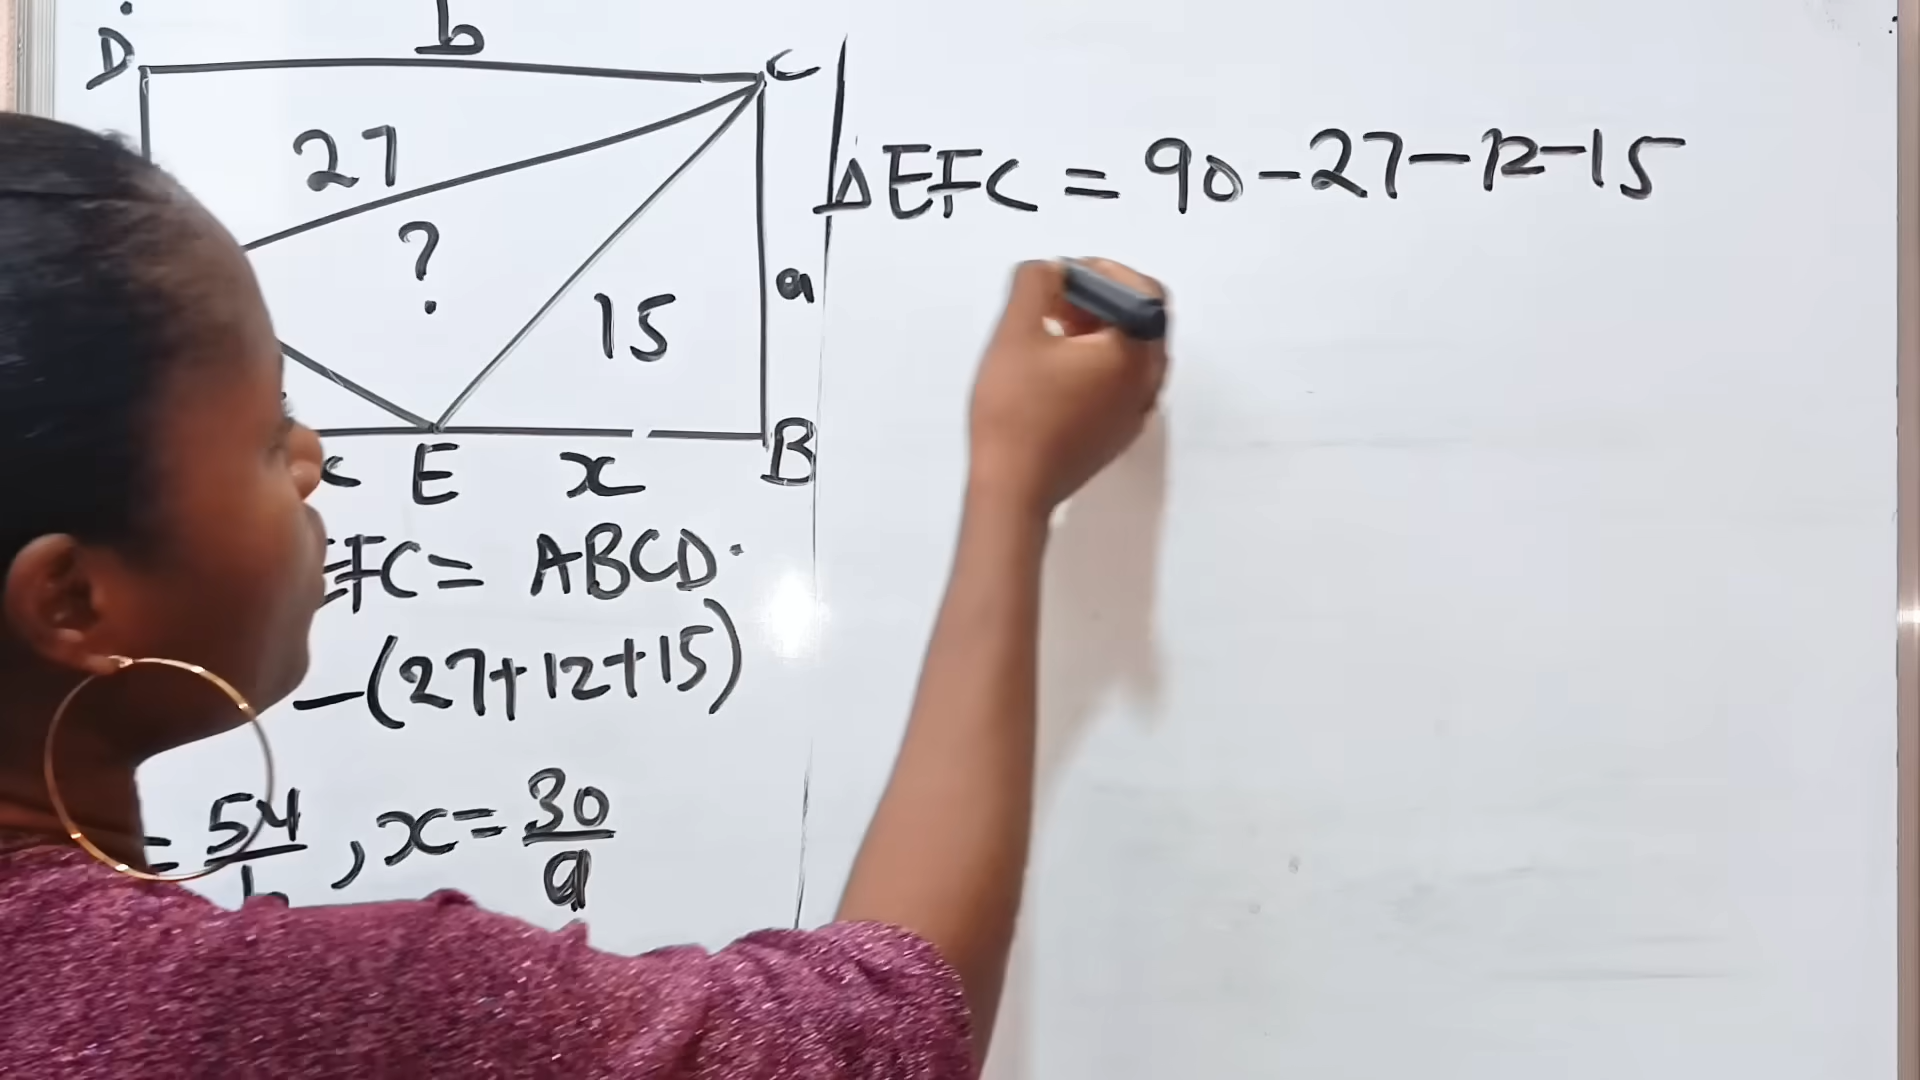 b
D C
27
?
a
15
E x B
EFC = ABCD
-(27+12+15)
= 54/b , x = 30/a
ΔEFC = 90-27-12-15